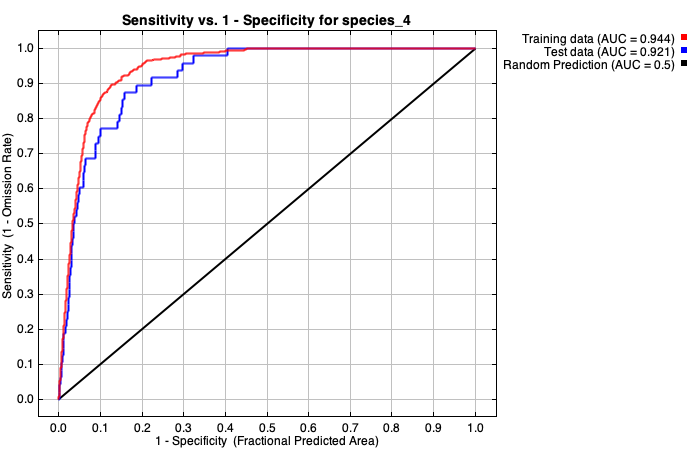 Sensitivity vs. 1 - Specificity for species_4
Training data (AUC = 0.944)
Test data (AUC = 0.921)
Random Prediction (AUC = 0.5)
Sensitivity (1 - Omission Rate)
1.0
0.9
0.8
0.7
0.6
0.5
0.4
0.3
0.2
0.1
0.0
0.0 0.1 0.2 0.3 0.4 0.5 0.6 0.7 0.8 0.9 1.0
1 - Specificity (Fractional Predicted Area)